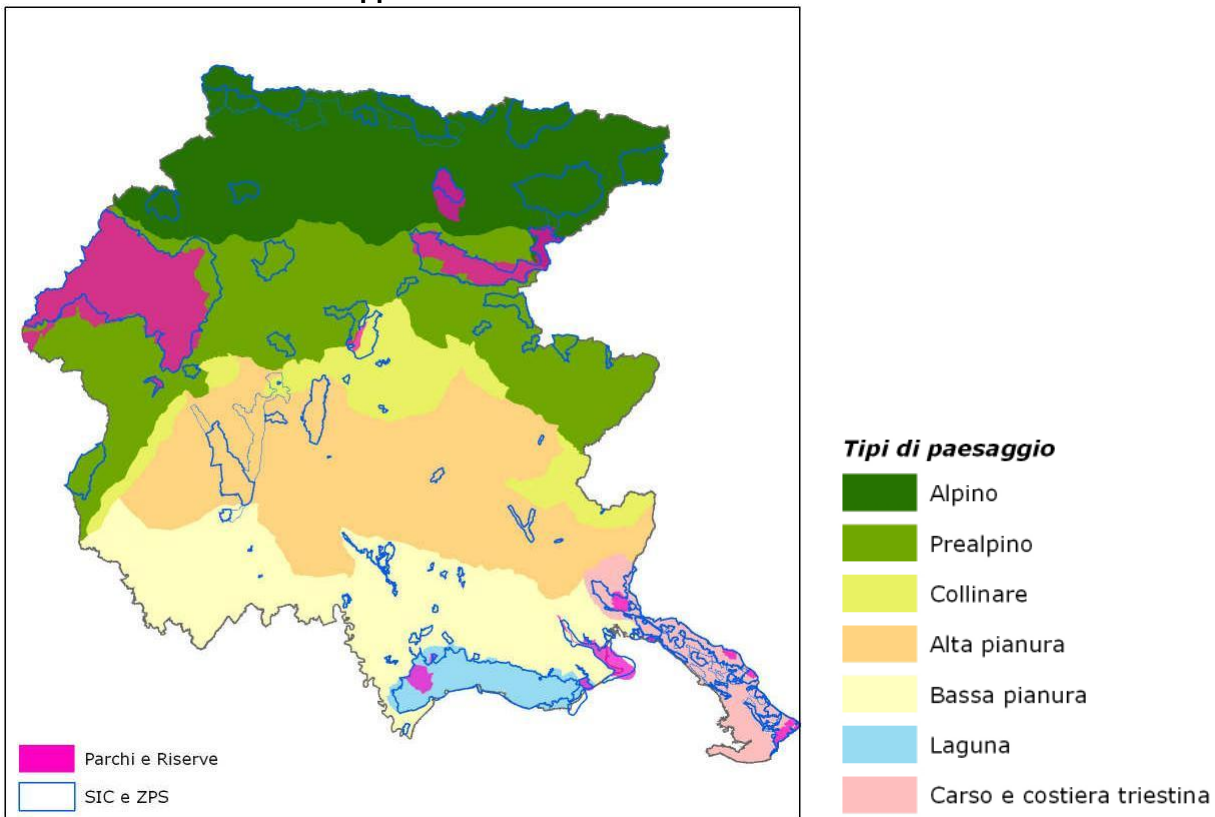 Parchi e Riserve
SIC e ZPS
Tipi di paesaggio
Alpino
Prealpino
Collinare
Alta pianura
Bassa pianura
Laguna
Carso e costiera triestina